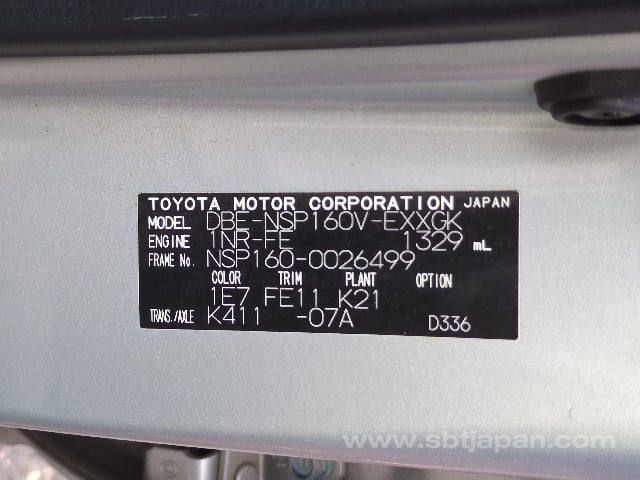 TOYOTA MOTOR CORPORATION JAPAN
MODEL DBE-NSP160V-EXXGK
ENGINE 1NR-FE 1329 mL
FRAME No. NSP160-0026499
COLOR TRIM PLANT OPTION
1E7 FE11 K21
TRANS./AXLE K411 -07A D336
www.sbtjapan.com